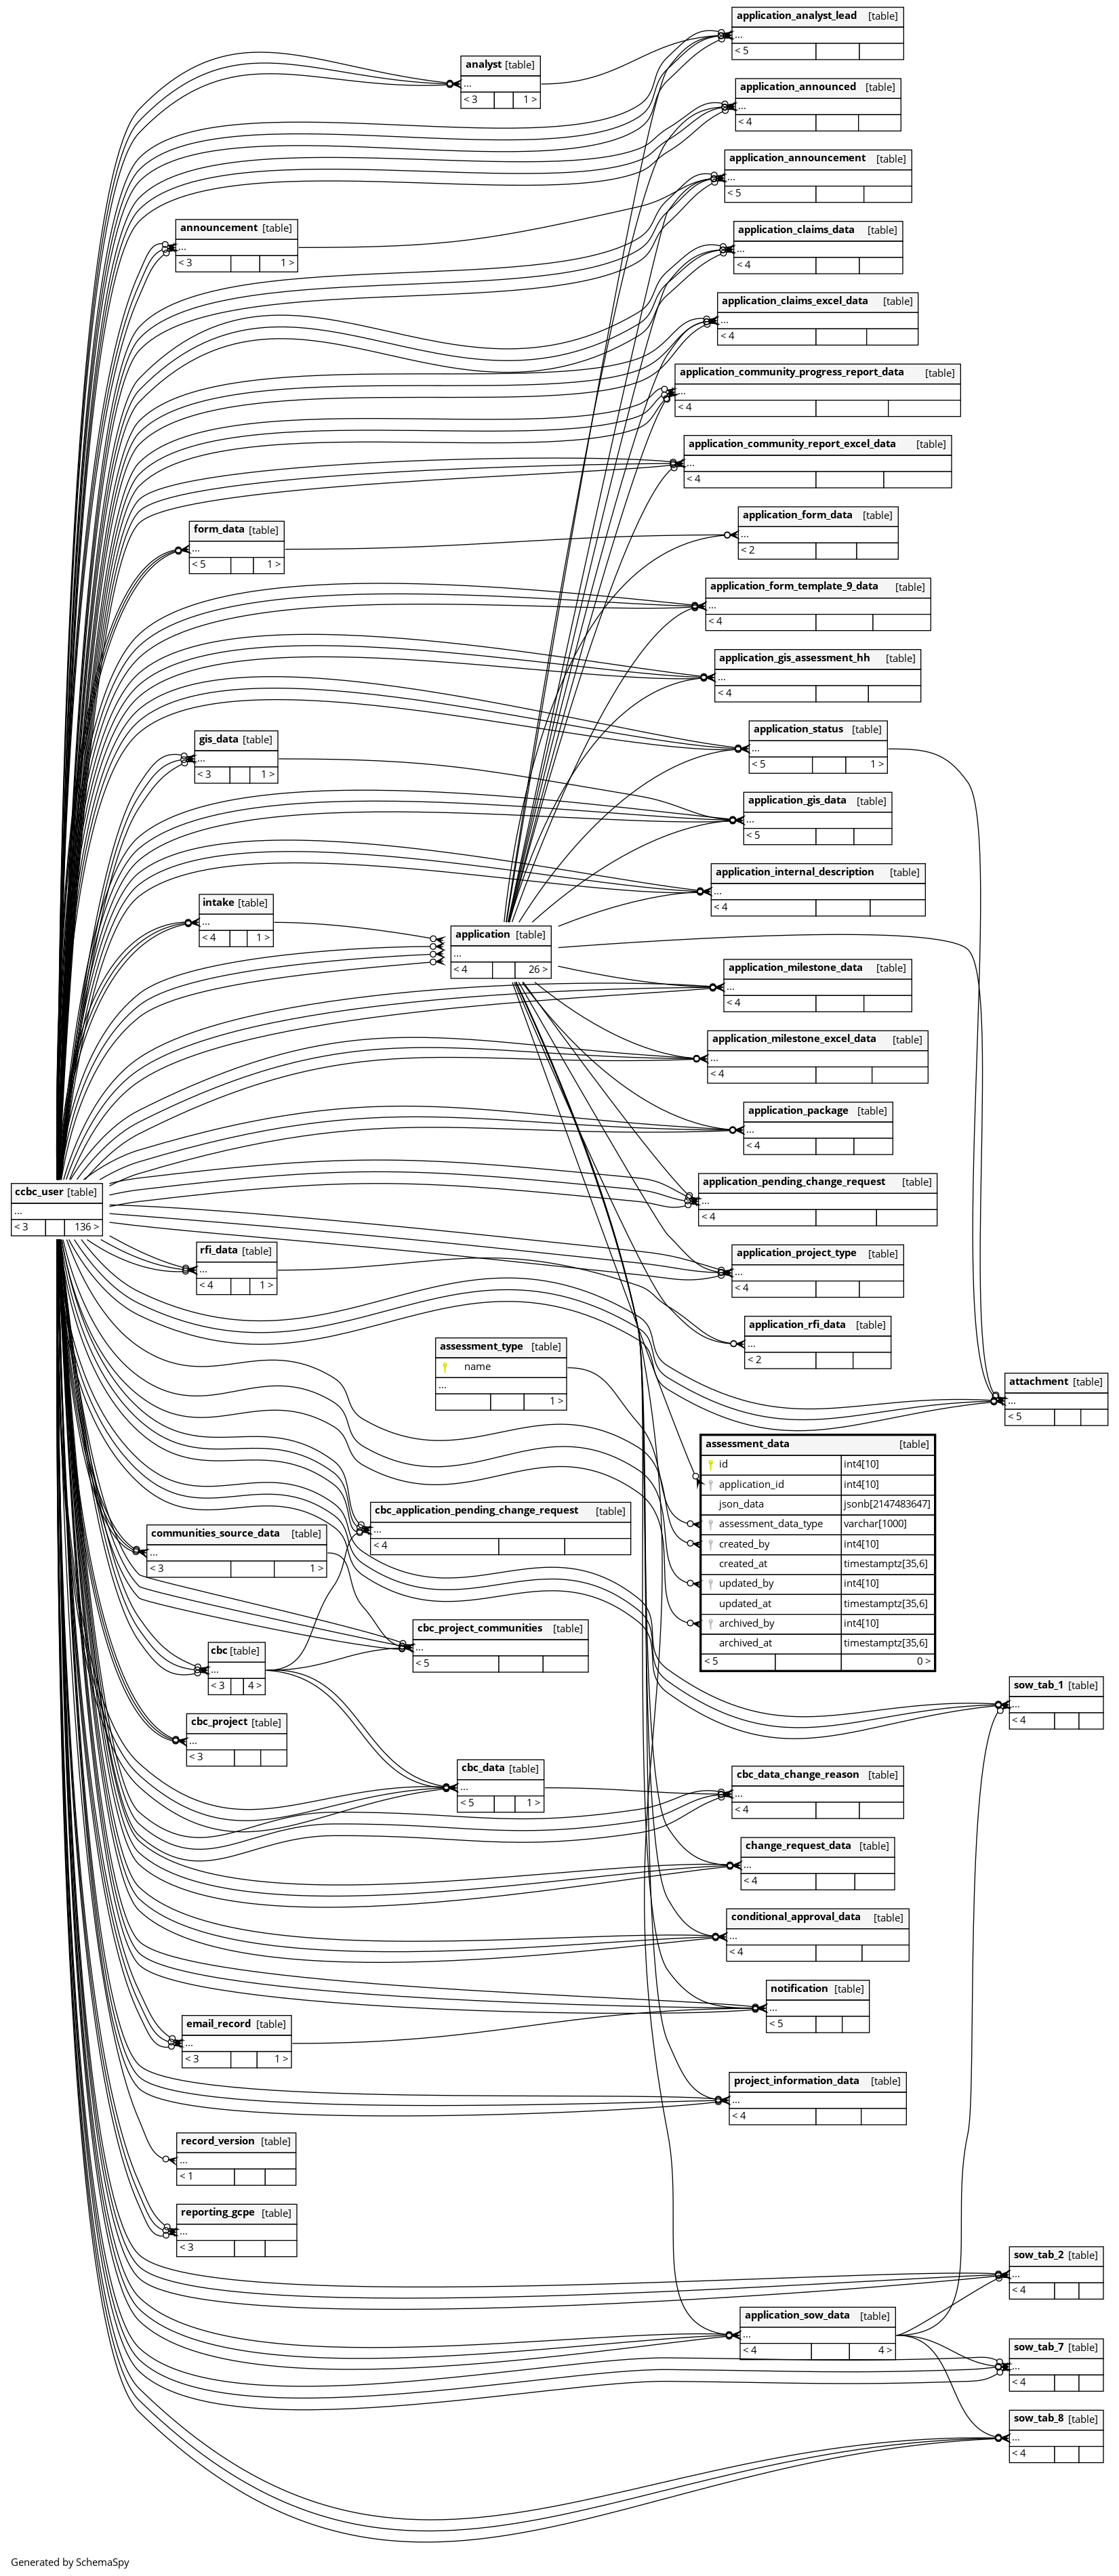 application_analyst_lead [table]
...
< 5
analyst [table]
...
< 3 1 >
application_announced [table]
...
< 4
application_announcement [table]
...
< 5
announcement [table]
...
< 3 1 >
application_claims_data [table]
...
< 4
application_claims_excel_data [table]
...
< 4
application_community_progress_report_data [table]
...
< 4
application_community_report_excel_data [table]
...
< 4
application_form_data [table]
...
< 2
form_data [table]
...
< 5 1 >
application_form_template_9_data [table]
...
< 4
application_gis_assessment_hh [table]
...
< 4
application_status [table]
...
< 5 1 >
gis_data [table]
...
< 3 1 >
application_gis_data [table]
...
< 5
application_internal_description [table]
...
< 4
intake [table]
...
< 4 1 >
application [table]
...
< 4 26 >
application_milestone_data [table]
...
< 4
application_milestone_excel_data [table]
...
< 4
application_package [table]
...
< 4
application_pending_change_request [table]
...
< 4
ccbc_user [table]
...
< 3 136 >
rfi_data [table]
...
< 4 1 >
application_project_type [table]
...
< 4
application_rfi_data [table]
...
< 2
assessment_type [table]
name
...
1 >
attachment [table]
...
< 5
assessment_data [table]
id int4[10]
application_id int4[10]
json_data jsonb[2147483647]
assessment_data_type varchar[1000]
created_by int4[10]
created_at timestamptz[35,6]
updated_by int4[10]
updated_at timestamptz[35,6]
archived_by int4[10]
archived_at timestamptz[35,6]
< 5 0 >
cbc_application_pending_change_request [table]
...
< 4
communities_source_data [table]
...
< 3 1 >
cbc_project_communities [table]
...
< 5
cbc [table]
...
< 3 4 >
sow_tab_1 [table]
...
< 4
cbc_project [table]
...
< 3
cbc_data [table]
...
< 5 1 >
cbc_data_change_reason [table]
...
< 4
change_request_data [table]
...
< 4
conditional_approval_data [table]
...
< 4
notification [table]
...
< 5
email_record [table]
...
< 3 1 >
project_information_data [table]
...
< 4
record_version [table]
...
< 1
reporting_gcpe [table]
...
< 3
sow_tab_2 [table]
...
< 4
application_sow_data [table]
...
< 4 4 >
sow_tab_7 [table]
...
< 4
sow_tab_8 [table]
...
< 4
Generated by SchemaSpy